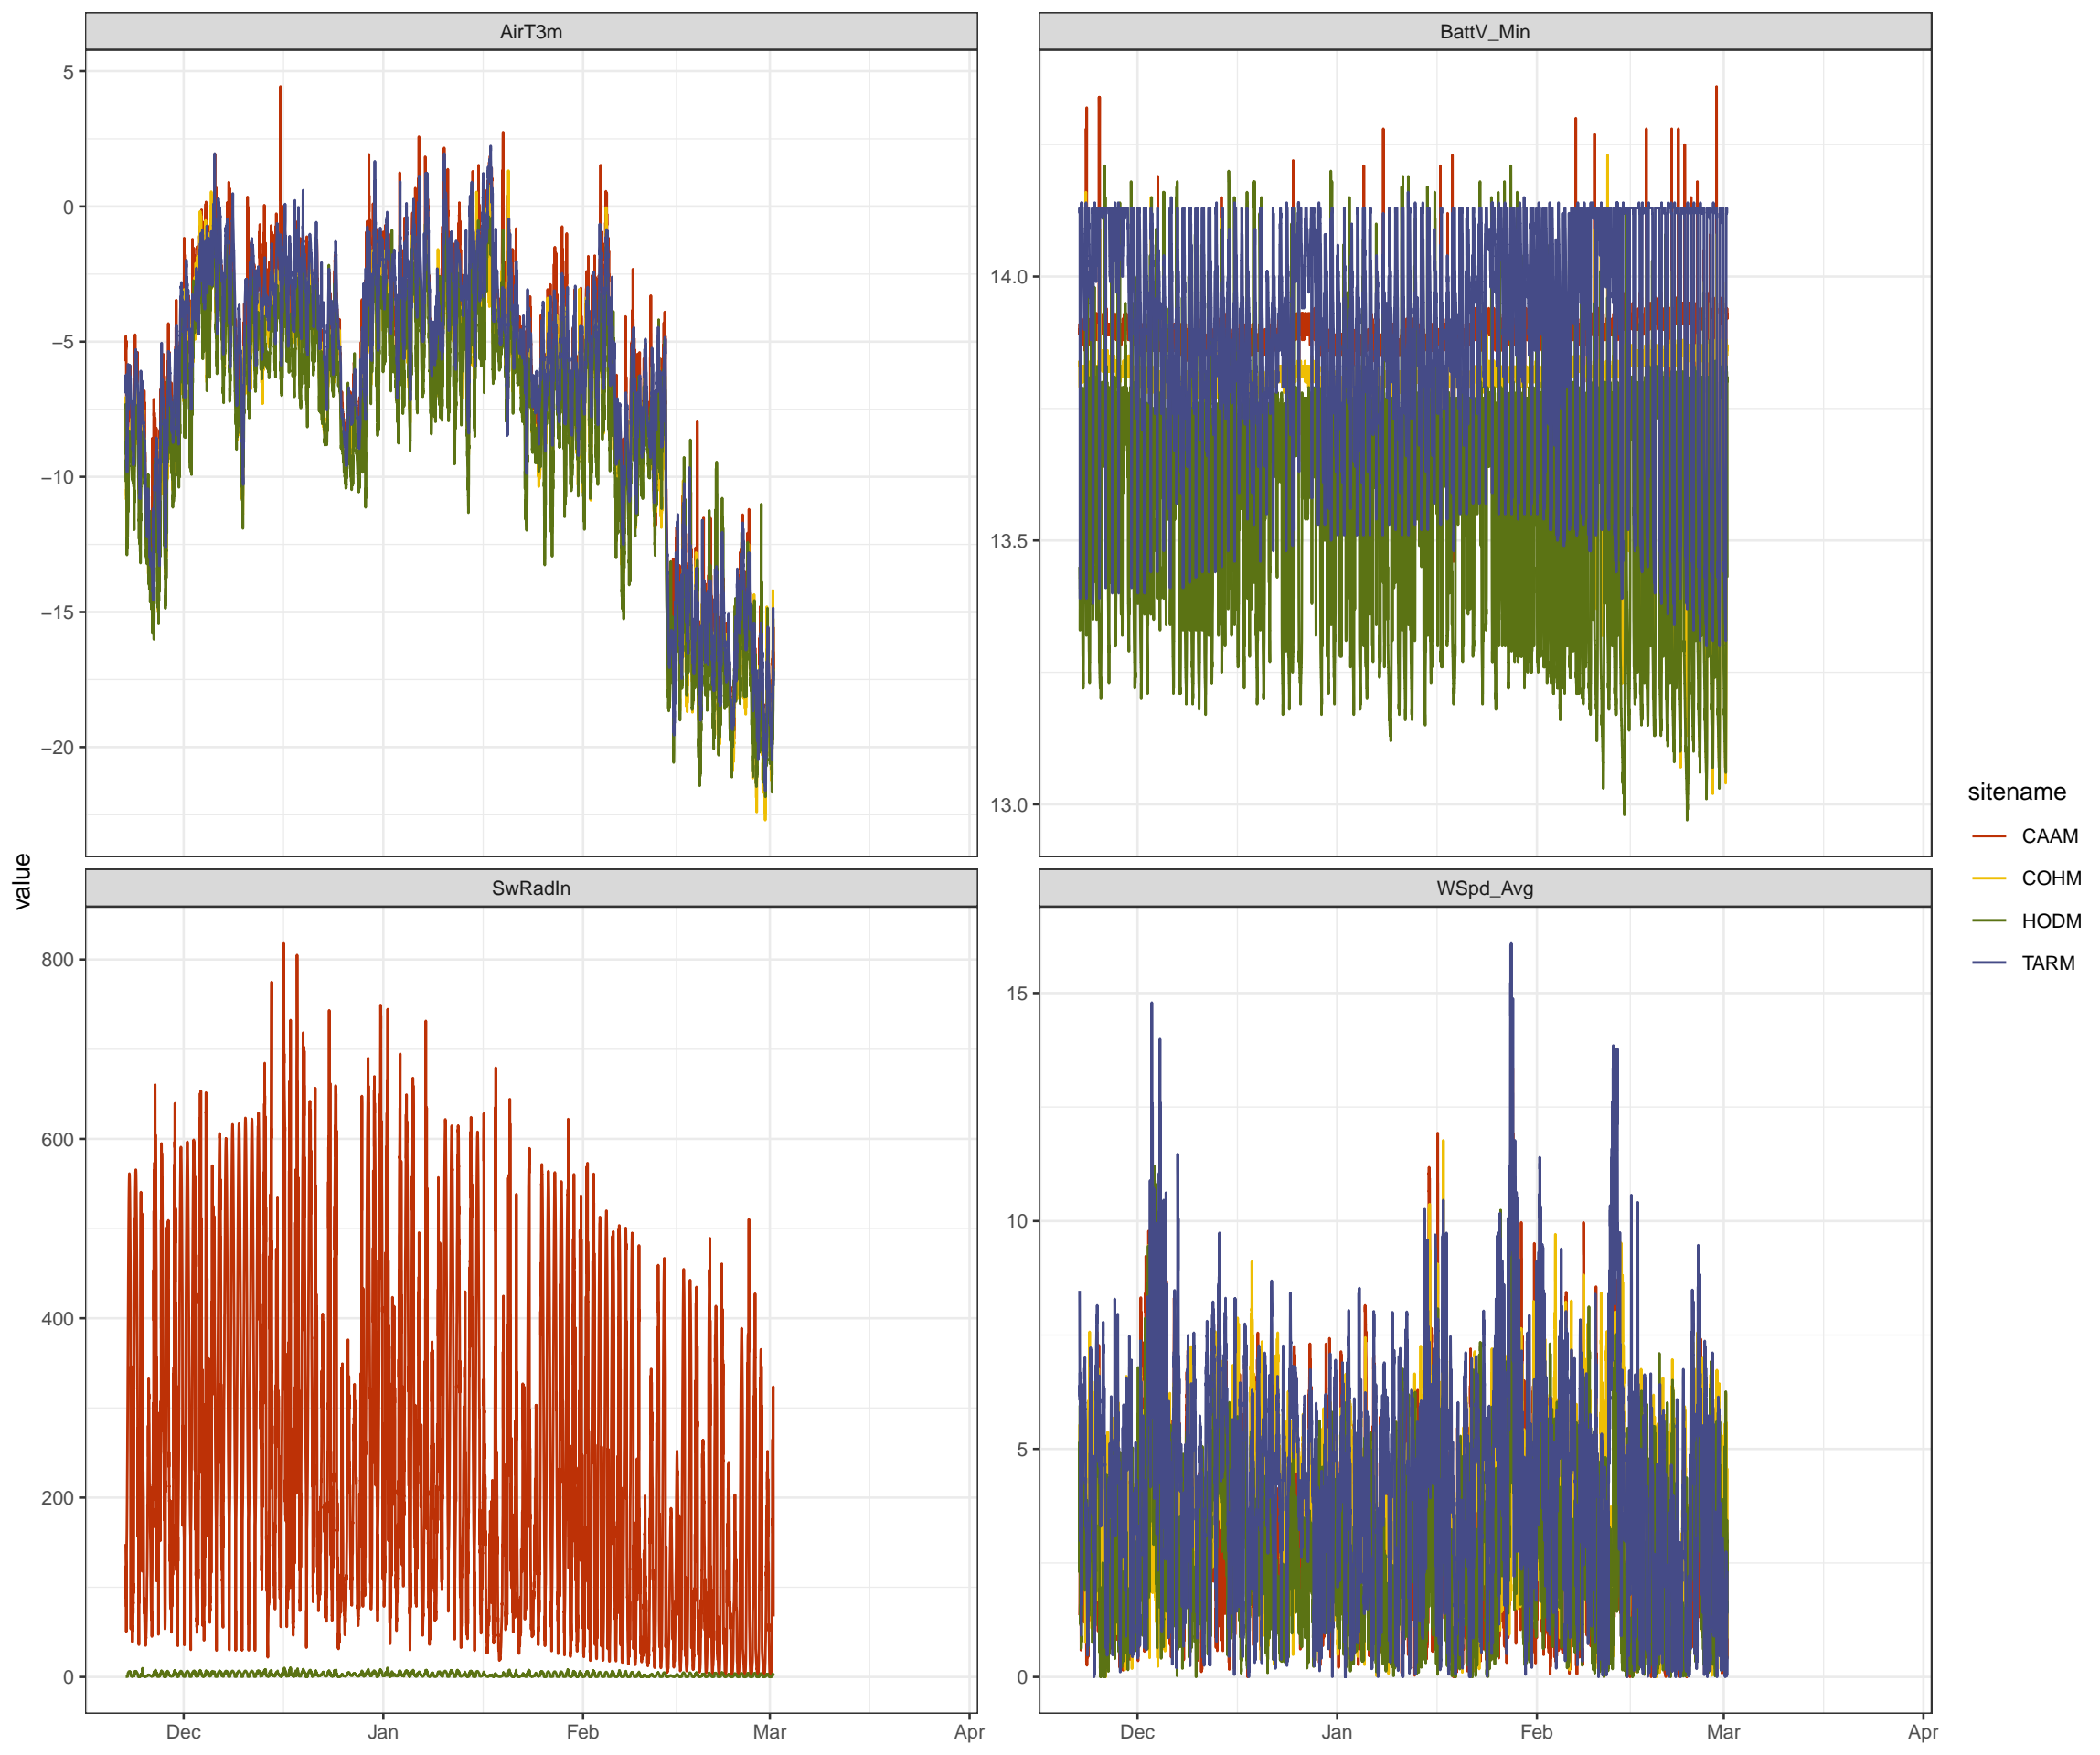 AirT3m
BattV_Min
5
0
−5
−10
−15
−20
14.0
13.5
13.0
value
SwRadIn
WSpd_Avg
800
600
400
200
0
15
10
5
0
Dec Jan Feb Mar Apr
Dec Jan Feb Mar Apr
sitename
CAAM
COHM
HODM
TARM